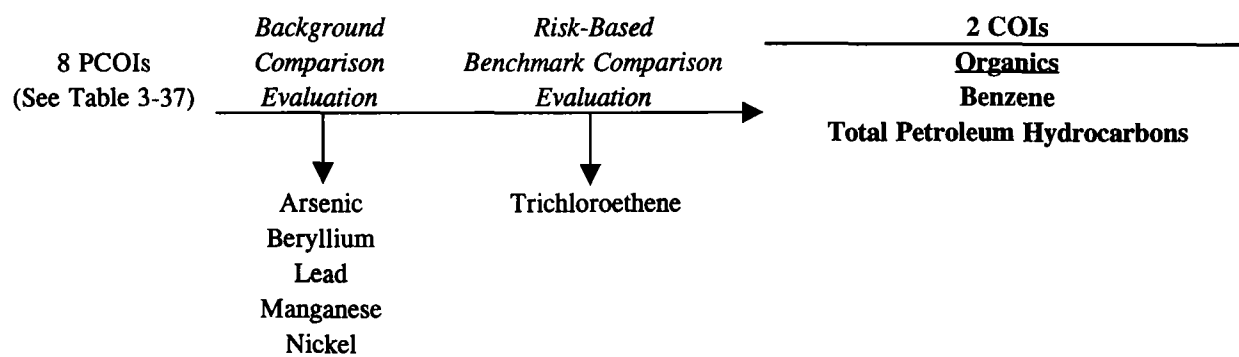 8 PCOIs
(See Table 3-37)
Background
Comparison
Evaluation
Risk-Based
Benchmark Comparison
Evaluation
2 COIs
Organics
Benzene
Total Petroleum Hydrocarbons
Arsenic
Beryllium
Lead
Manganese
Nickel
Trichloroethene